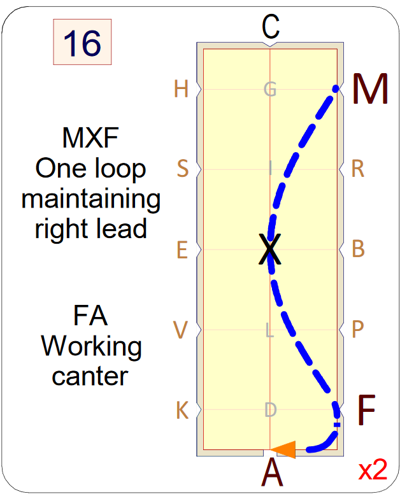 16
C
H G M
MXF
One loop
maintaining
right lead
S I R
E X B
FA
Working
canter
V L P
K D F
A
x2